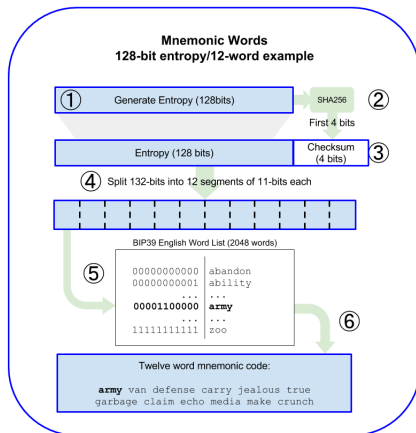 Mnemonic Words
128-bit entropy/12-word example
① Generate Entropy (128bits)
SHA256 ②
First 4 bits
Entropy (128 bits)
Checksum
(4 bits) ③
④ Split 132-bits into 12 segments of 11-bits each
BIP39 English Word List (2048 words)
⑤
00000000000 abandon
00000000001 ability
... ...
00001100000 army
... ...
11111111111 zoo
⑥
Twelve word mnemonic code:
army van defense carry jealous true
garbage claim echo media make crunch